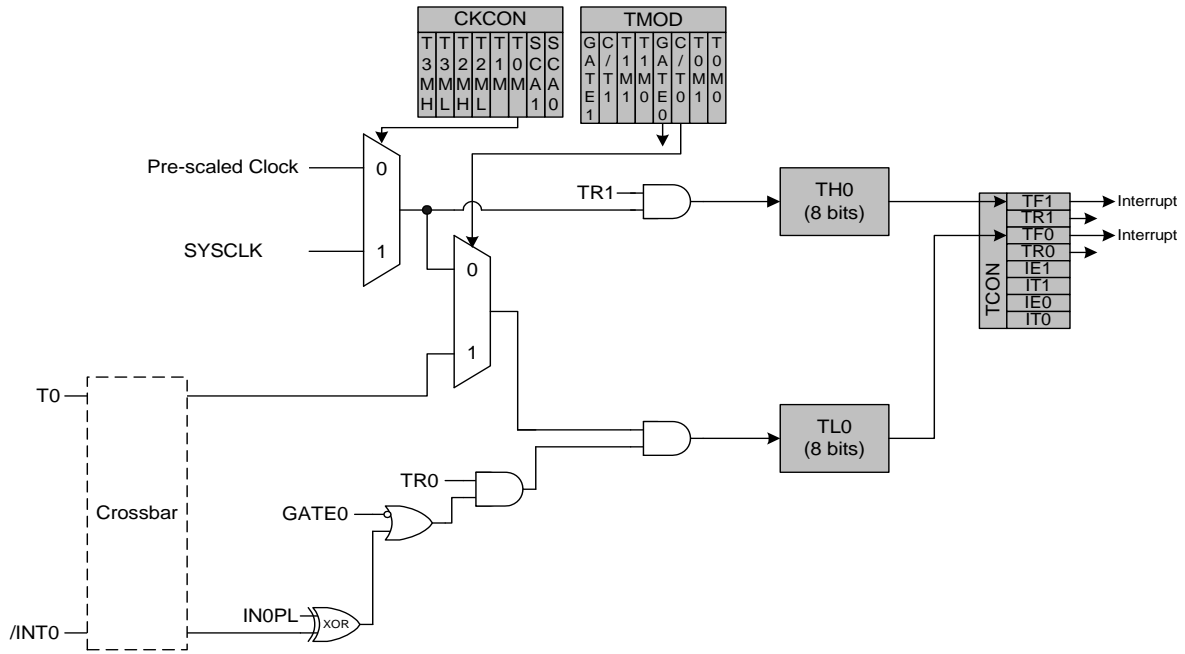 CKCON
T3MH T3ML T2MH T2ML T1M T0M SCA1 SCA0
TMOD
GATE1 C/T1 T1M1 T1M0 GATE0 C/T0 T0M1 T0M0
Pre-scaled Clock
0
SYSCLK
1
TR1
TH0
(8 bits)
TCON
TF1
TR1
TF0
TR0
IE1
IT1
IE0
IT0
Interrupt
Interrupt
0
1
T0
Crossbar
/INT0
TL0
(8 bits)
TR0
GATE0
IN0PL
XOR